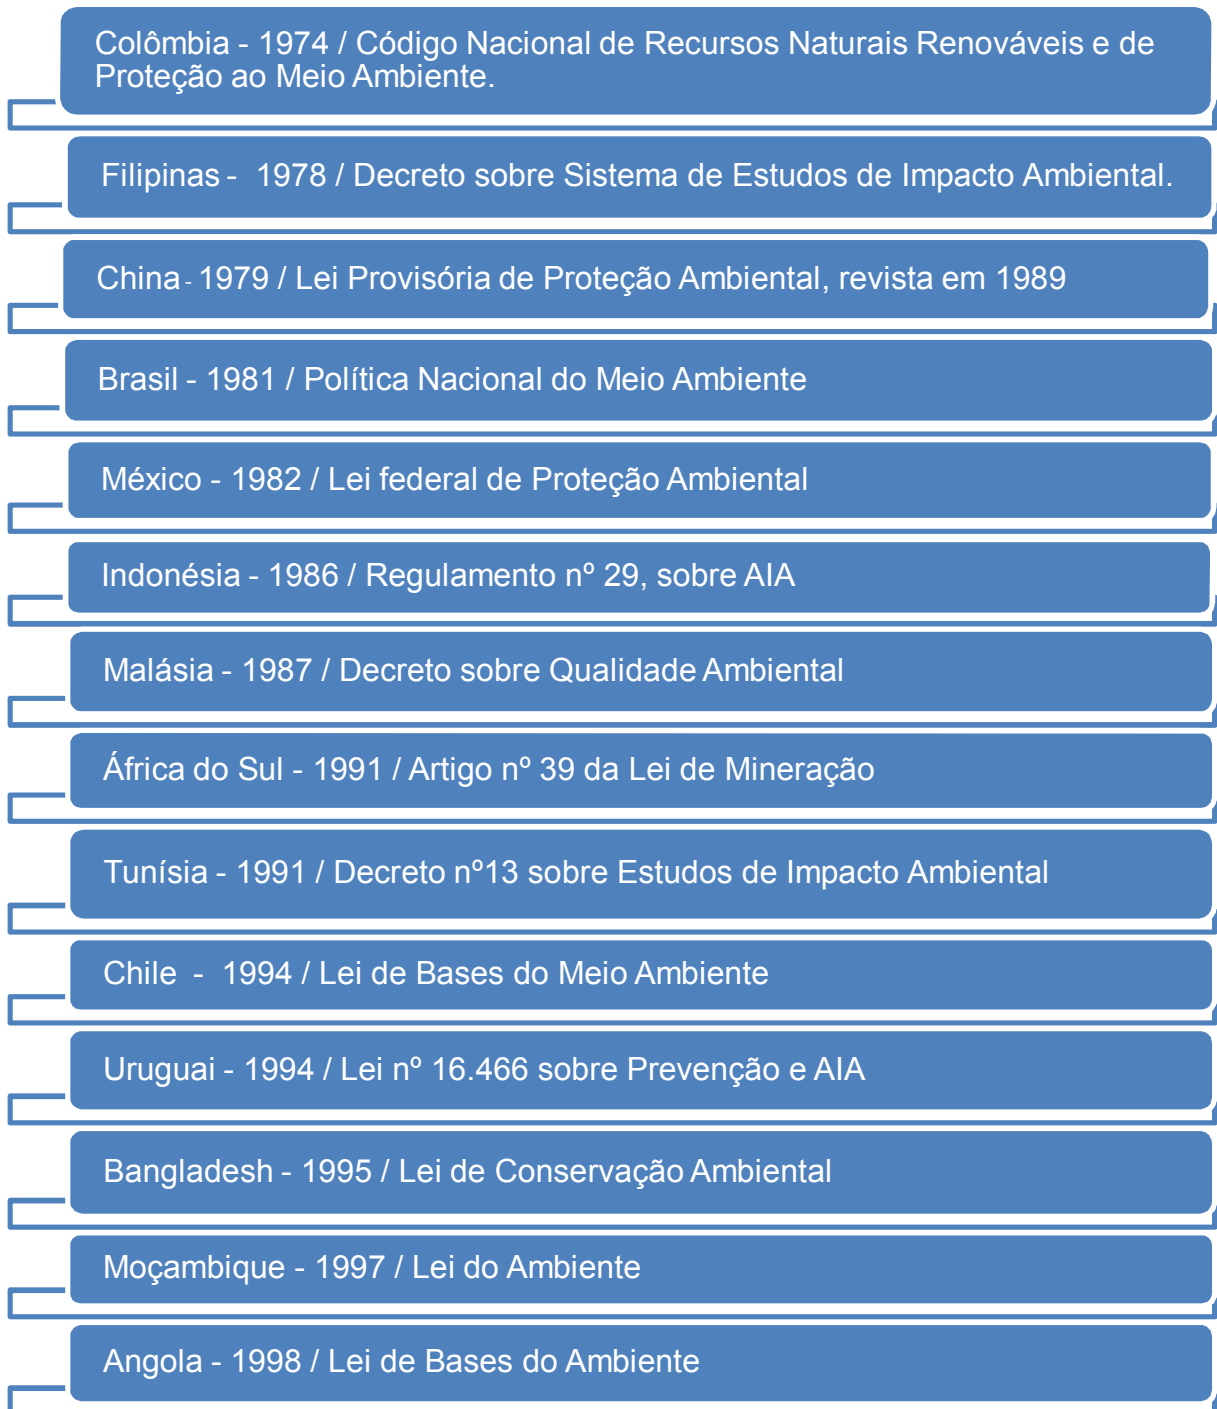 Colômbia - 1974 / Código Nacional de Recursos Naturais Renováveis e de
Proteção ao Meio Ambiente.
Filipinas - 1978 / Decreto sobre Sistema de Estudos de Impacto Ambiental.
China - 1979 / Lei Provisória de Proteção Ambiental, revista em 1989
Brasil - 1981 / Política Nacional do Meio Ambiente
México - 1982 / Lei federal de Proteção Ambiental
Indonésia - 1986 / Regulamento nº 29, sobre AIA
Malásia - 1987 / Decreto sobre Qualidade Ambiental
África do Sul - 1991 / Artigo nº 39 da Lei de Mineração
Tunísia - 1991 / Decreto nº13 sobre Estudos de Impacto Ambiental
Chile - 1994 / Lei de Bases do Meio Ambiente
Uruguai - 1994 / Lei nº 16.466 sobre Prevenção e AIA
Bangladesh - 1995 / Lei de Conservação Ambiental
Moçambique - 1997 / Lei do Ambiente
Angola - 1998 / Lei de Bases do Ambiente